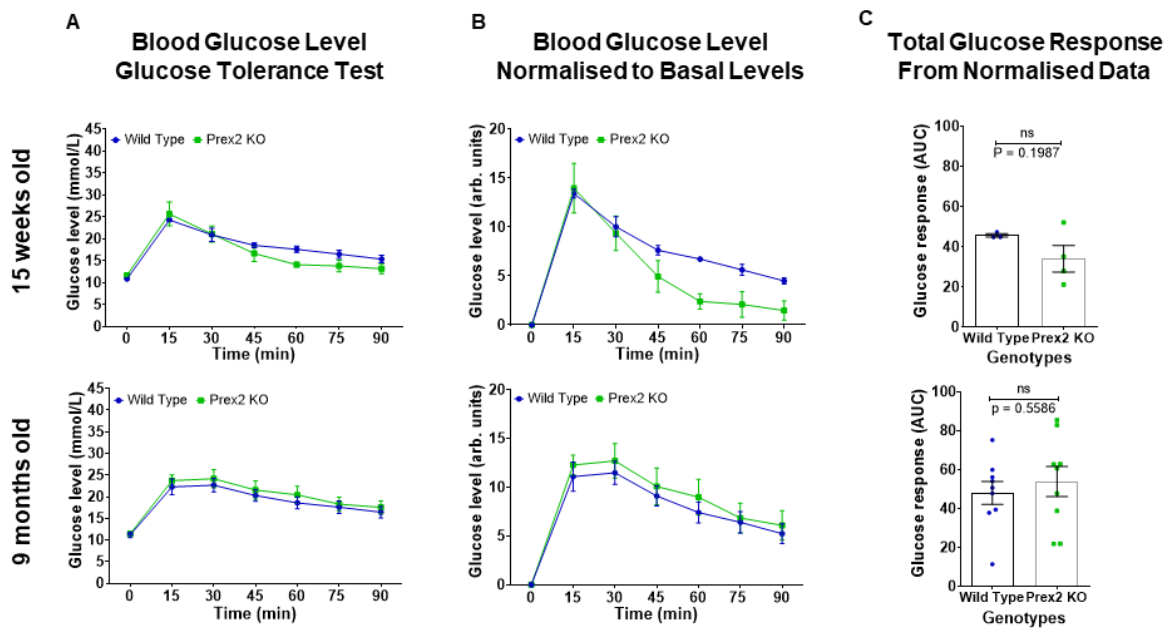 A
Blood Glucose Level
Glucose Tolerance Test
B
Blood Glucose Level
Normalised to Basal Levels
C
Total Glucose Response
From Normalised Data
15 weeks old
Glucose level (mmol/L)
45
40
35
30
25
20
15
10
5
0
Wild Type Prex2 KO
0 15 30 45 60 75 90
Time (min)
Glucose level (arb. units)
20
15
10
5
0
Wild Type Prex2 KO
0 15 30 45 60 75 90
Time (min)
Glucose response (AUC)
100
80
60
40
20
0
ns
P = 0.1987
Wild Type Prex2 KO
Genotypes
9 months old
Glucose level (mmol/L)
45
40
35
30
25
20
15
10
5
0
Wild Type Prex2 KO
0 15 30 45 60 75 90
Time (min)
Glucose level (arb. units)
20
15
10
5
0
Wild Type Prex2 KO
0 15 30 45 60 75 90
Time (min)
Glucose response (AUC)
100
80
60
40
20
0
ns
p = 0.5586
Wild Type Prex2 KO
Genotypes